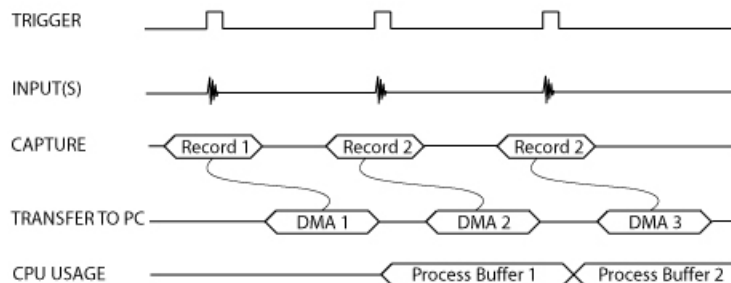 TRIGGER
INPUT(S)
CAPTURE Record 1 Record 2 Record 2
TRANSFER TO PC DMA 1 DMA 2 DMA 3
CPU USAGE Process Buffer 1 Process Buffer 2